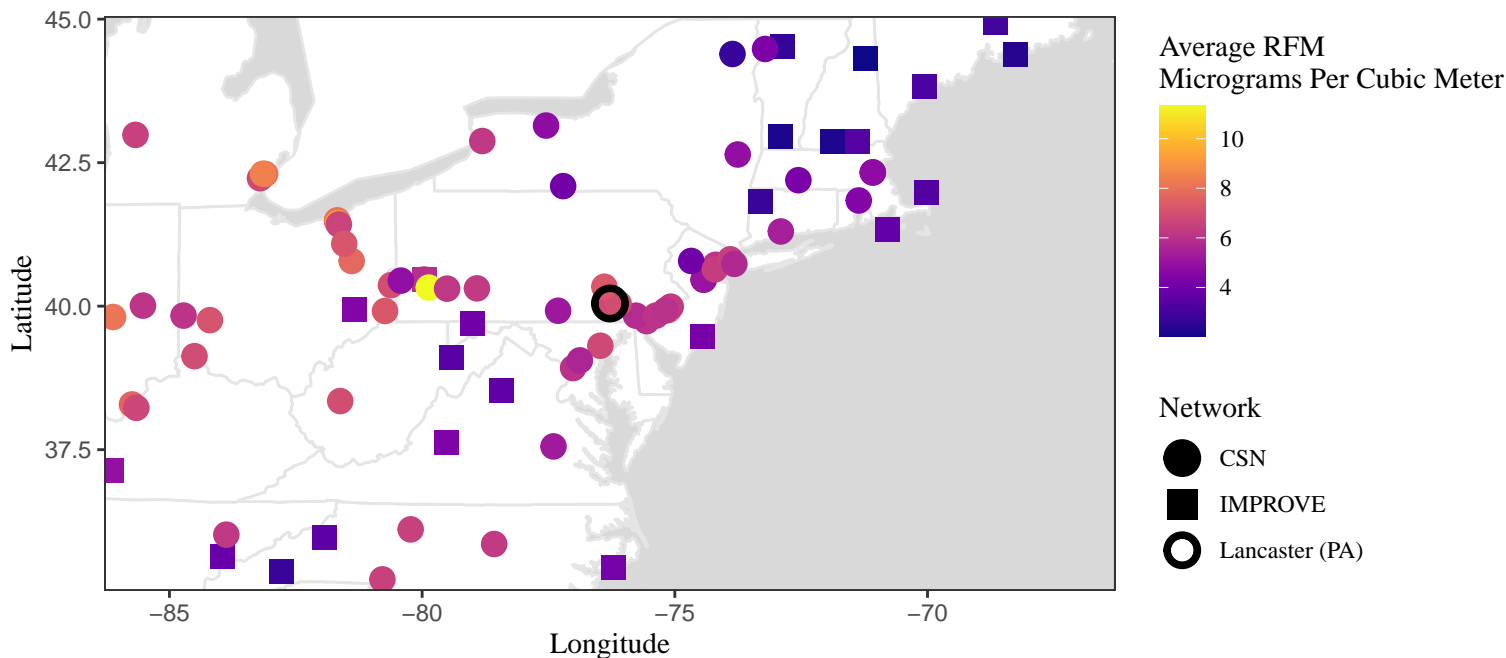 45.0
42.5
40.0
37.5
Latitude
−85
−80
−75
−70
Longitude
Average RFM
Micrograms Per Cubic Meter
10
8
6
4
Network
CSN
IMPROVE
Lancaster (PA)